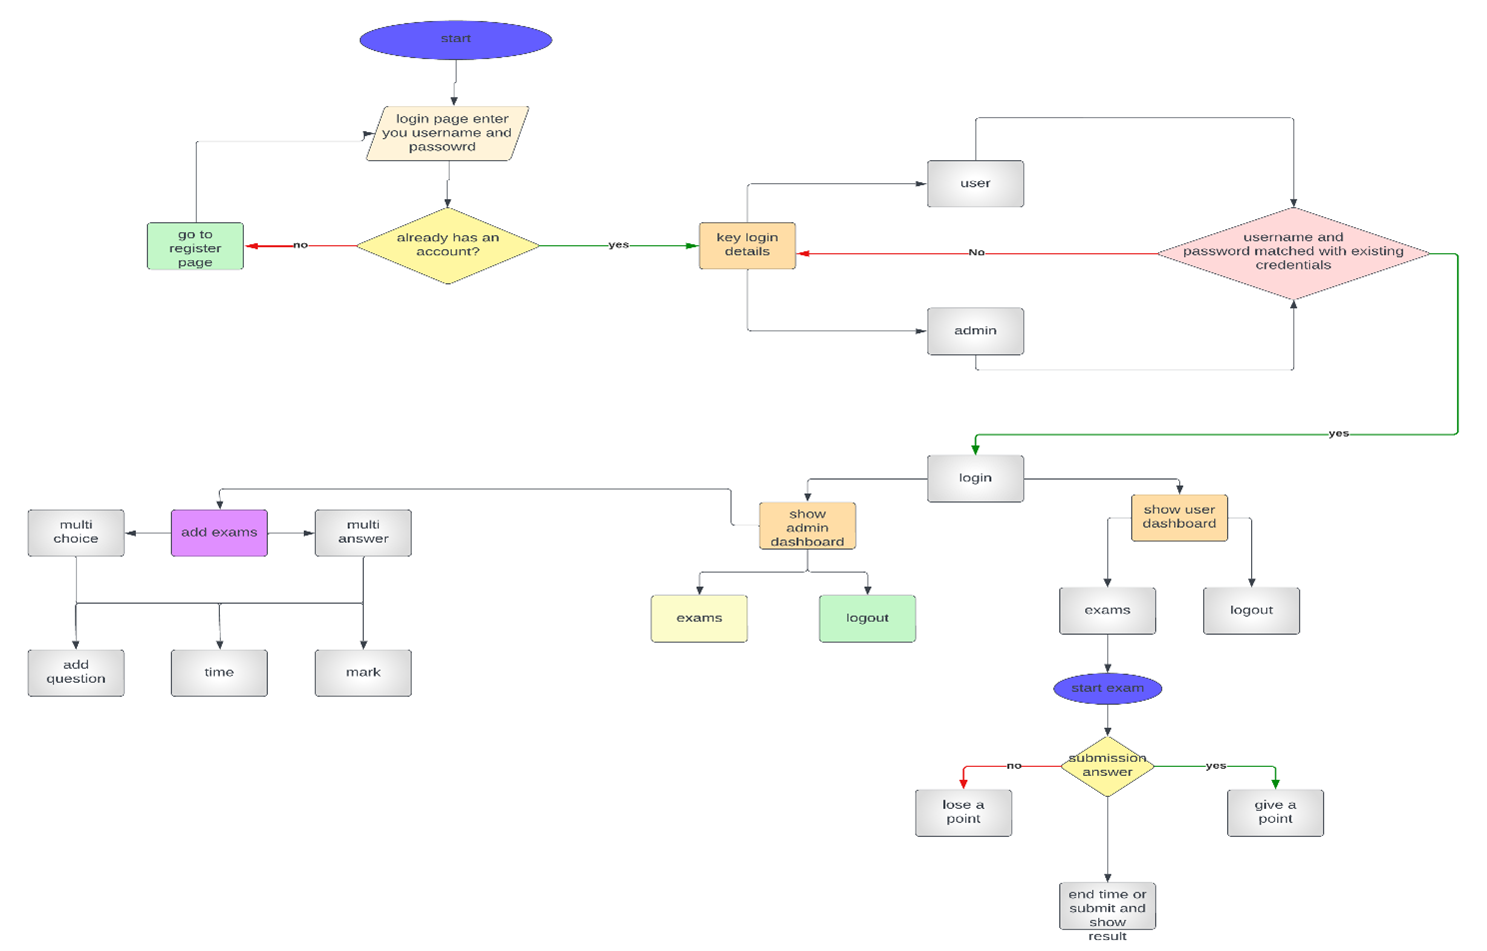 start
login page enter
you username and
passowrd
go to
register
page
no
already has an
account?
yes
key login
details
user
admin
No
username and
password matched with existing
credentials
yes
login
show
admin
dashboard
show user
dashboard
multi
choice
add exams
multi
answer
exams
logout
exams
logout
add
question
time
mark
start exam
submission
answer
no
yes
lose a
point
give a
point
end time or
submit and
show
result